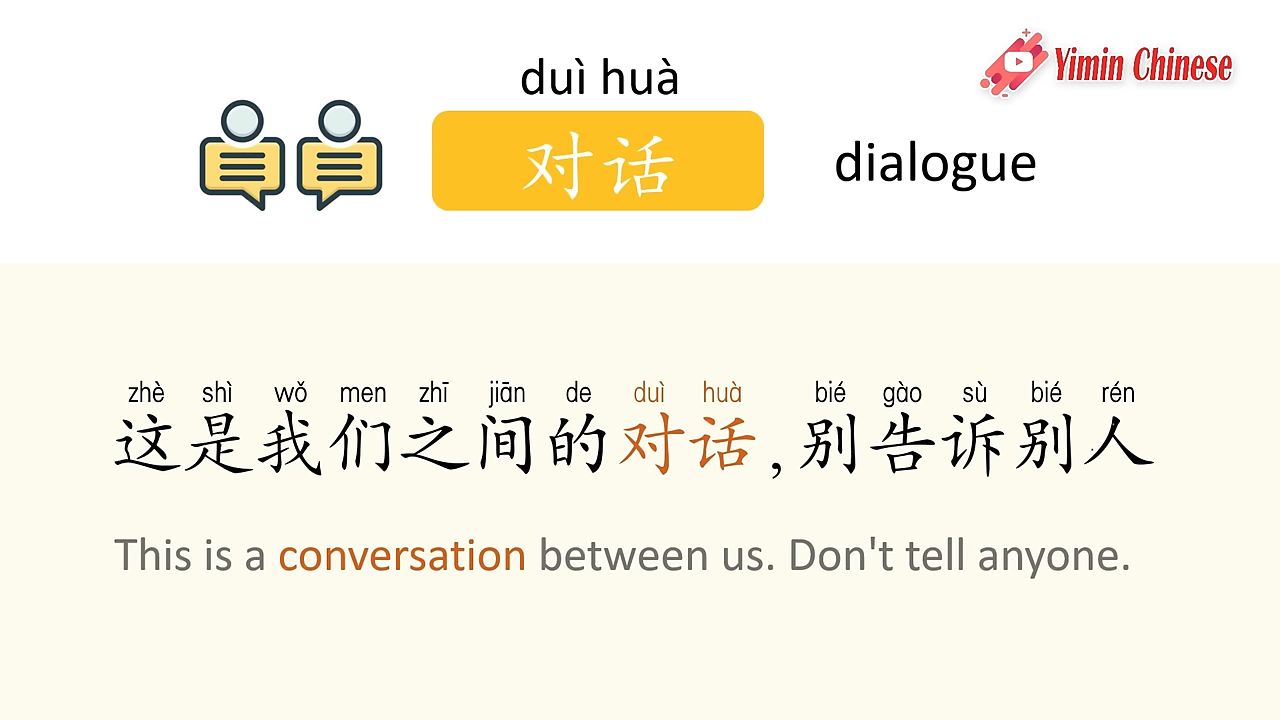 Yimin Chinese
duì huà
对话
dialogue
zhè shì wǒ men zhī jiān de duì huà bié gào sù bié rén
这是我们之间的对话,别告诉别人
This is a conversation between us. Don't tell anyone.